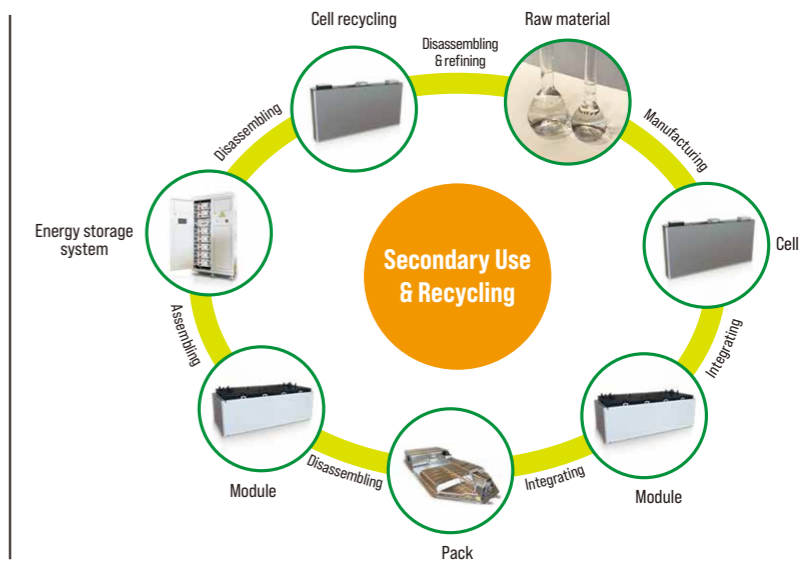 Cell recycling
Disassembling
& refining
Raw material
Manufacturing
Cell
Integrating
Module
Integrating
Pack
Disassembling
Module
Assembling
Energy storage
system
Disassembling
Secondary Use
& Recycling